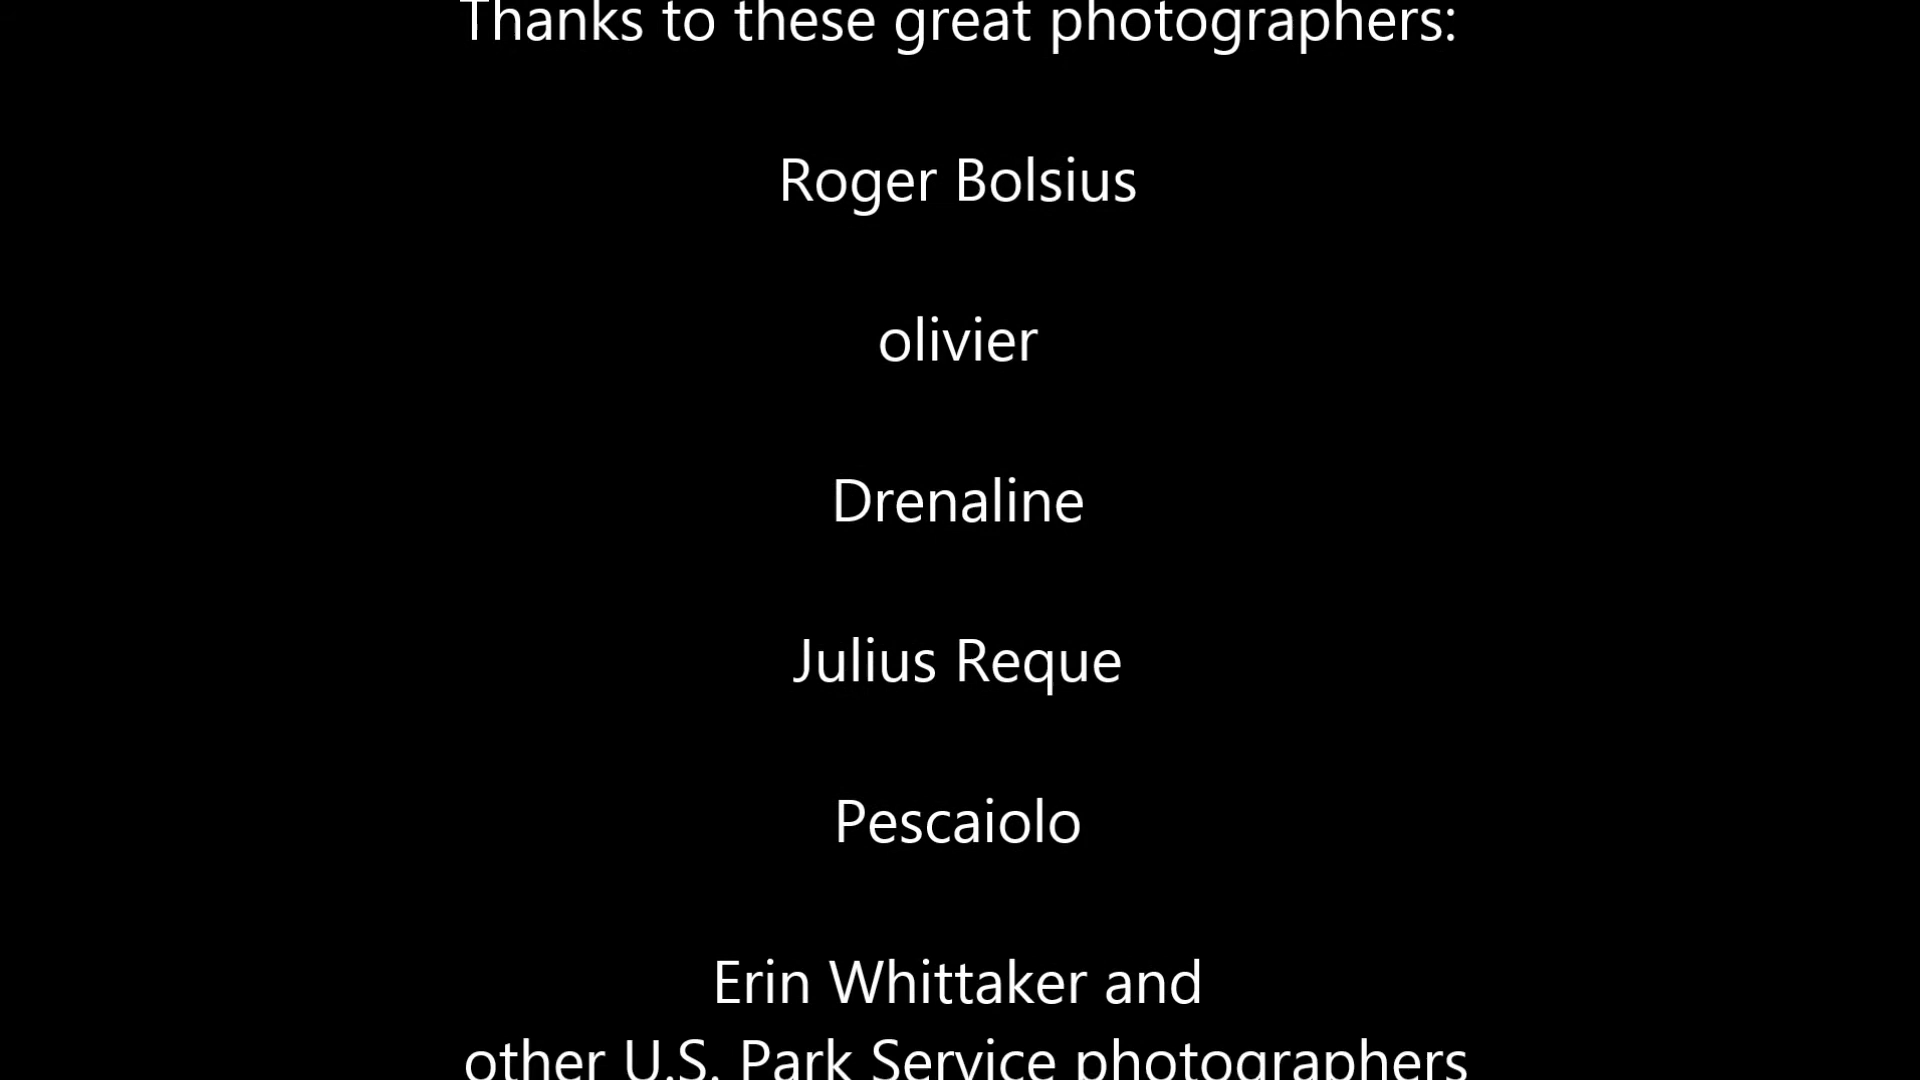 Thanks to these great photographers:
Roger Bolsius
olivier
Drenaline
Julius Reque
Pescaiolo
Erin Whittaker and
other U.S. Park Service photographers